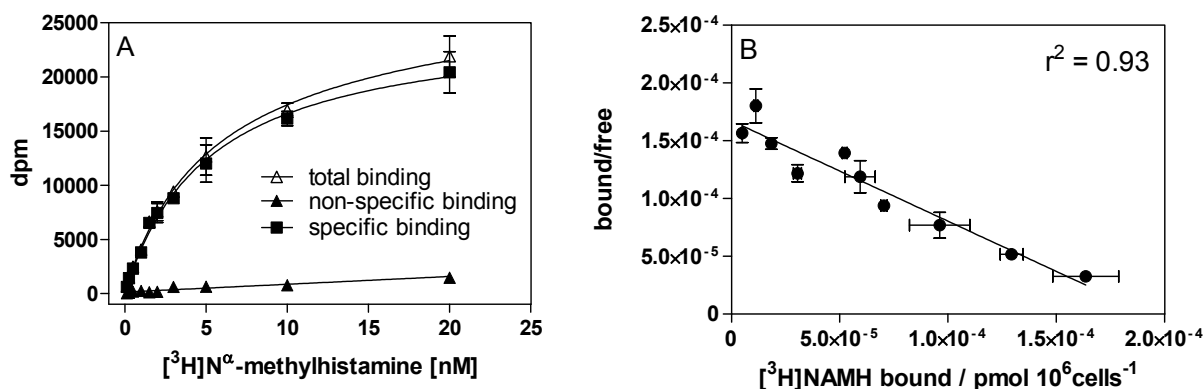 A
25000
20000
15000
10000
5000
0
dpm
total binding
non-specific binding
specific binding
0 5 10 15 20 25
[³H]Nᵅ-methylhistamine [nM]
B
r² = 0.93
2.5×10⁻⁴
2.0×10⁻⁴
1.5×10⁻⁴
1.0×10⁻⁴
5.0×10⁻⁵
0
bound/free
0 5.0×10⁻⁵ 1.0×10⁻⁴ 1.5×10⁻⁴ 2.0×10⁻⁴
[³H]NAMH bound / pmol 10⁶cells⁻¹